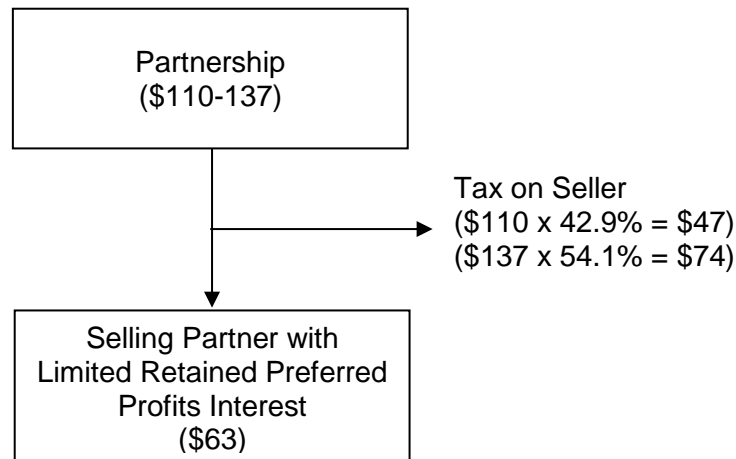 Partnership
($110-137)
Tax on Seller
($110 x 42.9% = $47)
($137 x 54.1% = $74)
Selling Partner with
Limited Retained Preferred
Profits Interest
($63)